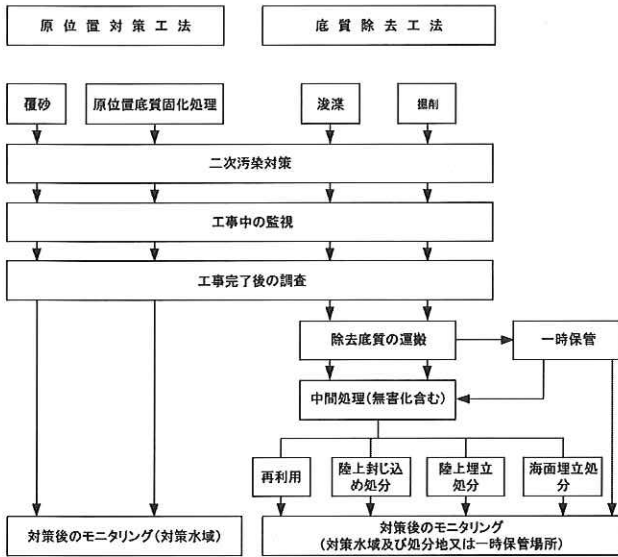 原位置対策工法
底質除去工法
覆砂
原位置底質固化処理
浚渫
掘削
二次汚染対策
工事中の監視
工事完了後の調査
除去底質の運搬
一時保管
中間処理(無害化含む)
再利用
陸上封じ込
め処分
陸上埋立
処分
海面埋立処
分
対策後のモニタリング(対策水域)
対策後のモニタリング
(対策水域及び処分地又は一時保管場所)